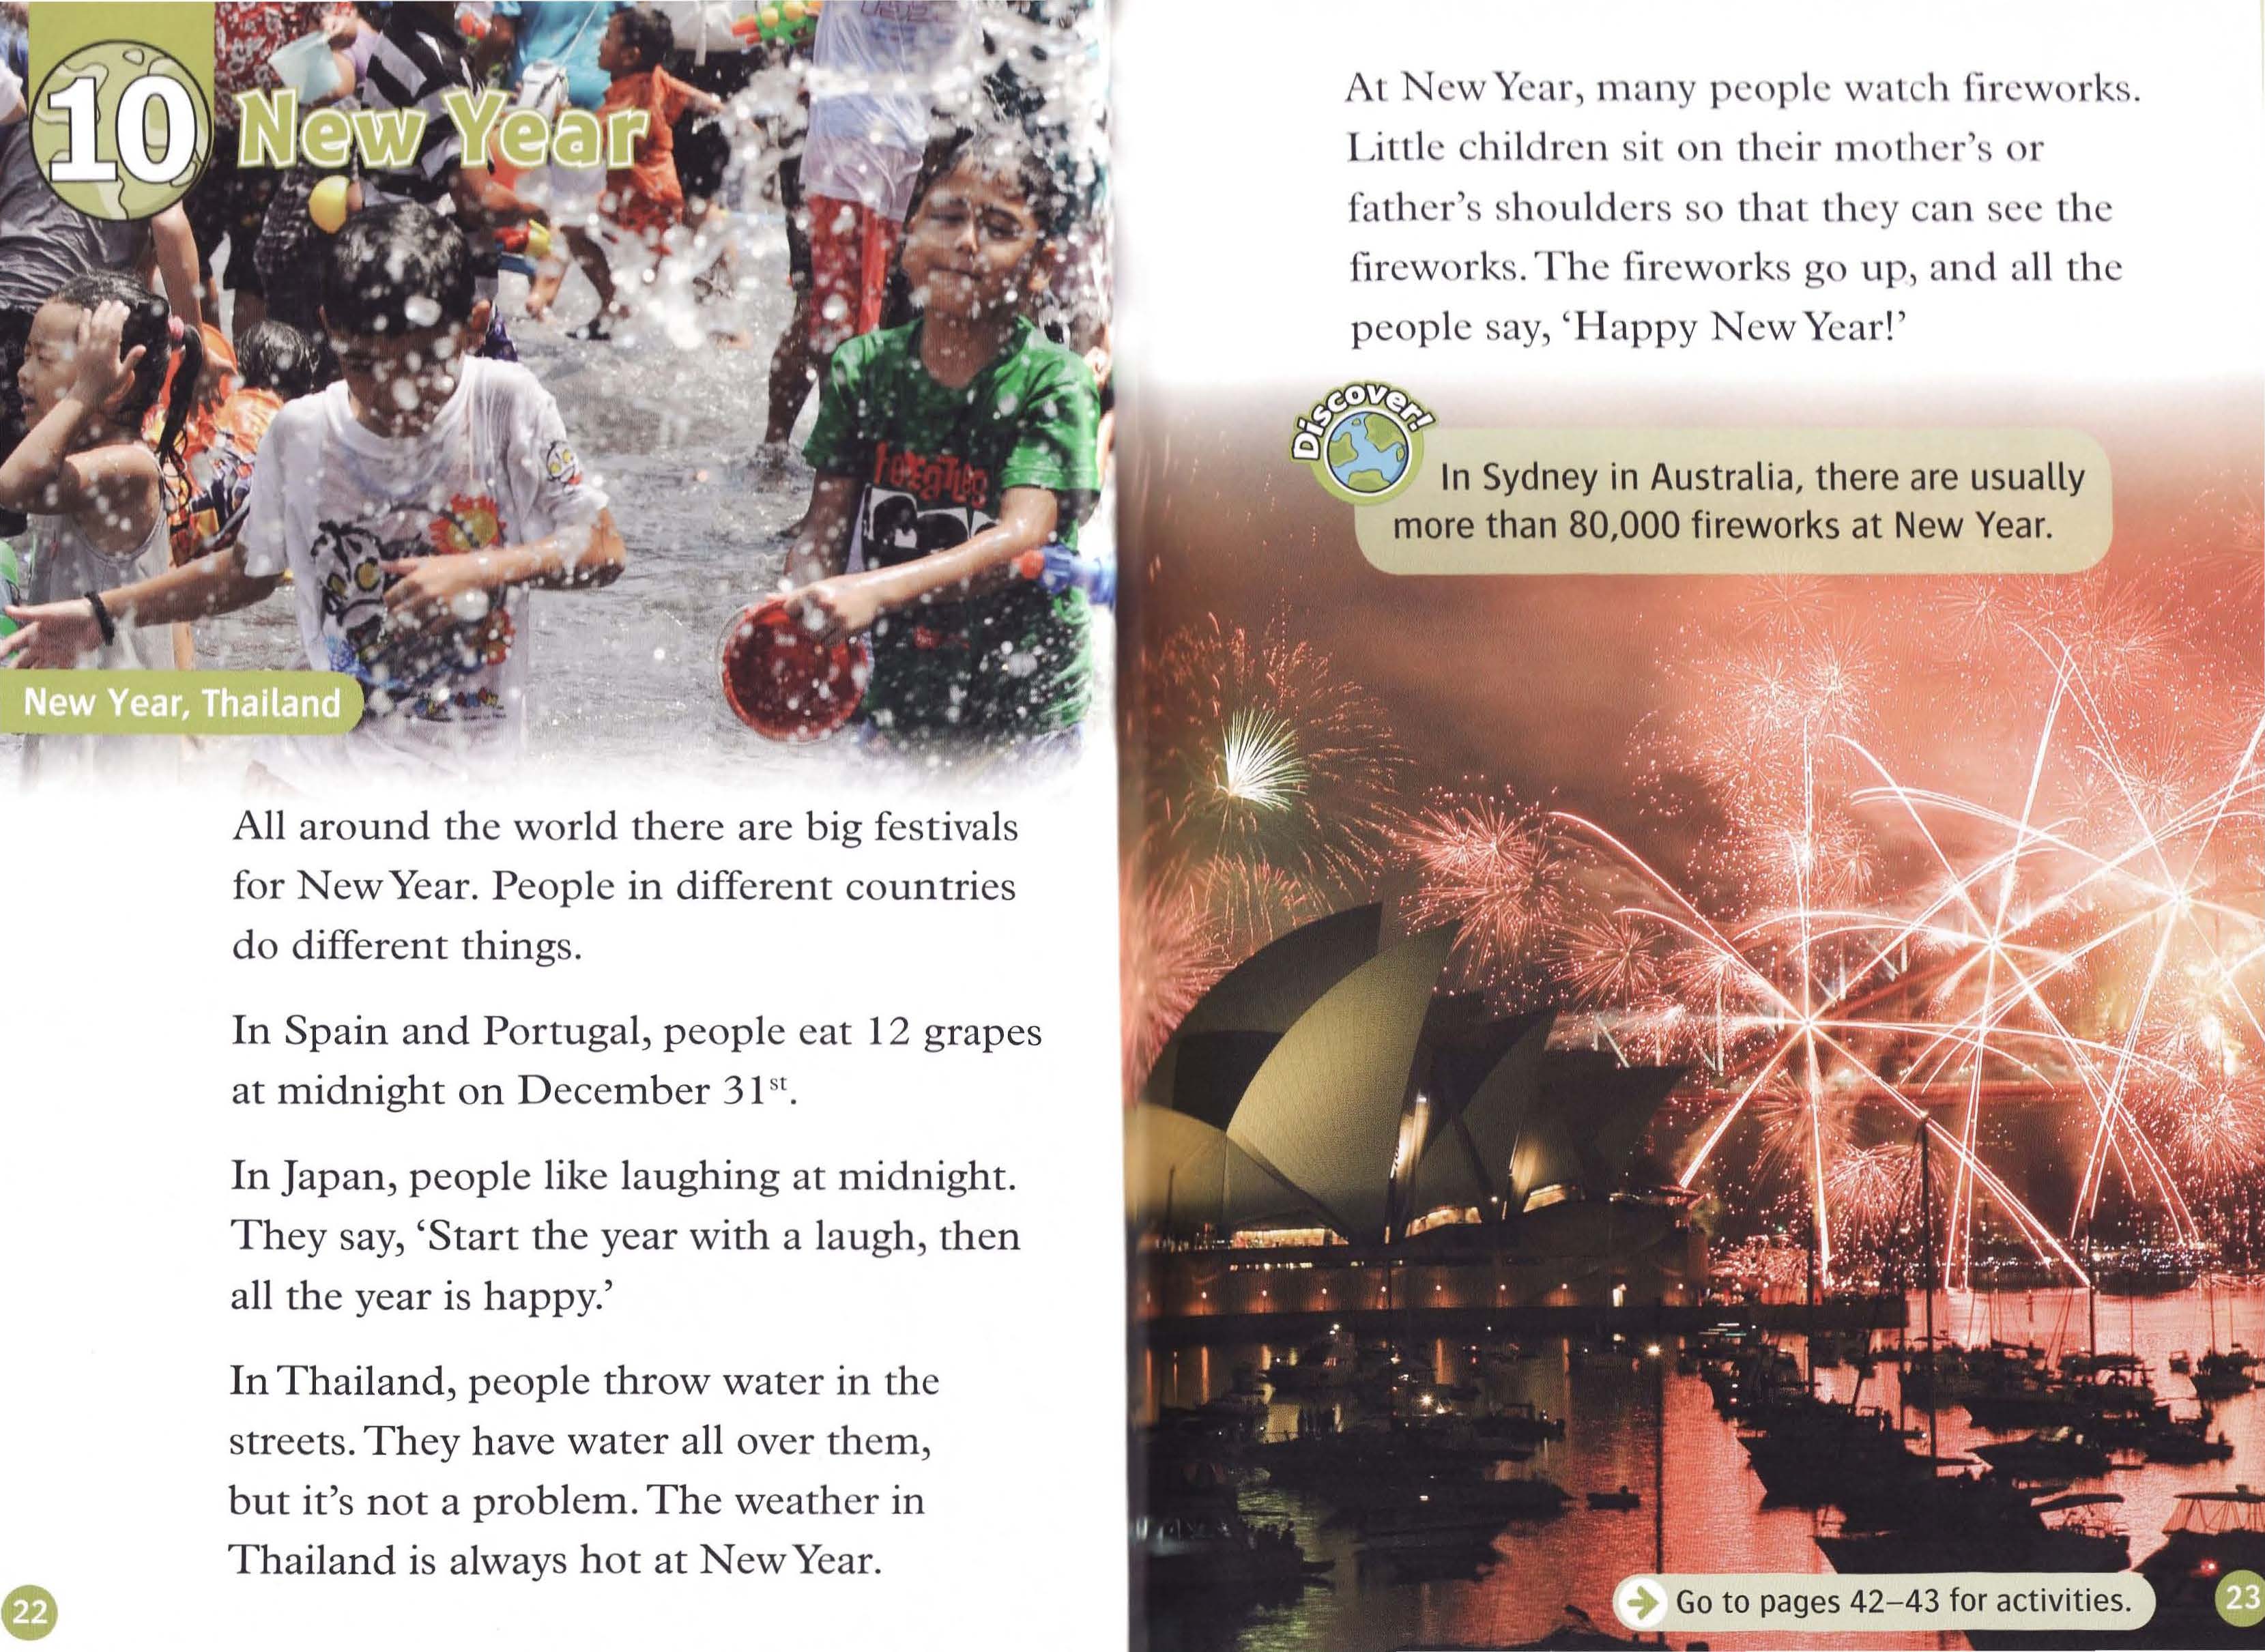 10
New Year
New Year, Thailand
All around the world there are big festivals
for New Year. People in different countries
do different things.
In Spain and Portugal, people eat 12 grapes
at midnight on December 31st.
In Japan, people like laughing at midnight.
They say, ‘Start the year with a laugh, then
all the year is happy.’
In Thailand, people throw water in the
streets. They have water all over them,
but it’s not a problem. The weather in
Thailand is always hot at New Year.
22
At New Year, many people watch fireworks.
Little children sit on their mother’s or
father’s shoulders so that they can see the
fireworks. The fireworks go up, and all the
people say, ‘Happy New Year!’
Discover!
In Sydney in Australia, there are usually
more than 80,000 fireworks at New Year.
Go to pages 42–43 for activities.
23